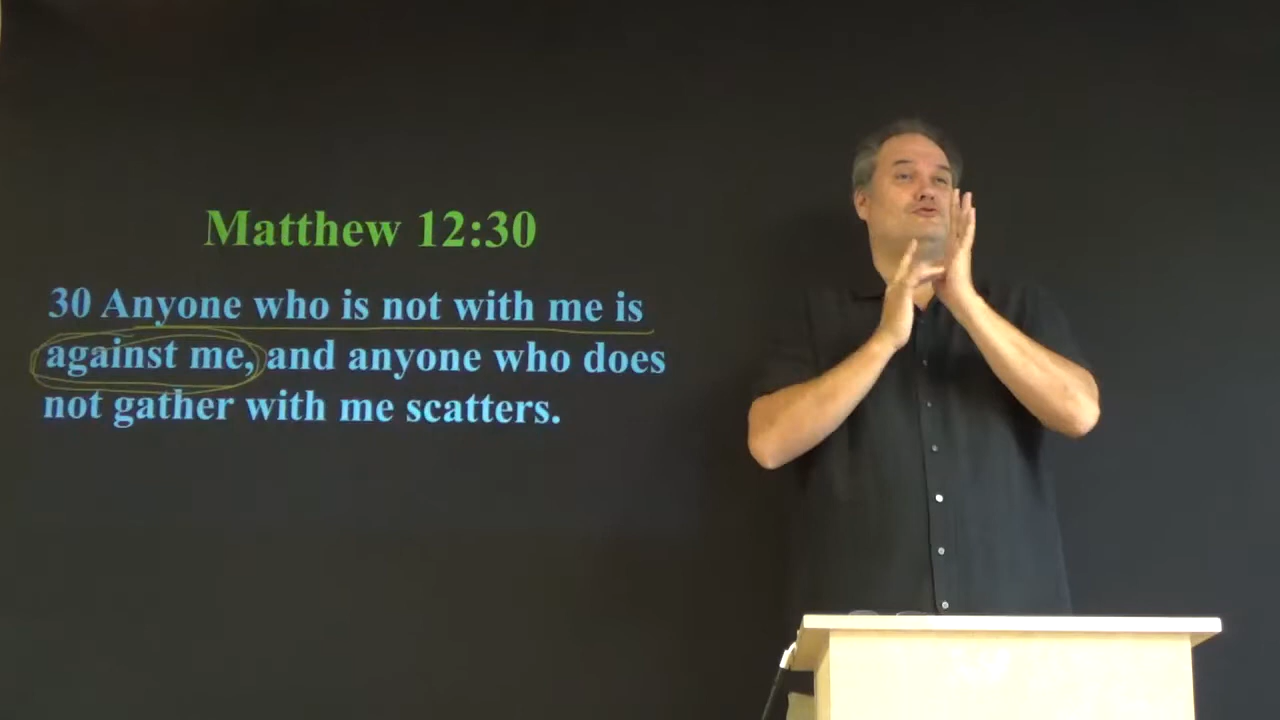 Matthew 12:30
30 Anyone who is not with me is
against me, and anyone who does
not gather with me scatters.